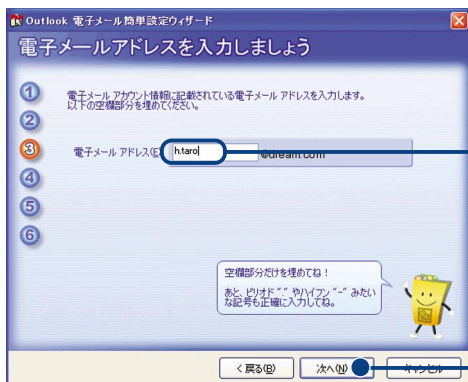 Outlook 電子メール簡単設定ウィザード
電子メールアドレスを入力しましょう
1
電子メール アカウント情報に記載されている電子メール アドレスを入力します。
以下の空欄部分を埋めてください。
2
3
電子メール アドレス(E) h.taro @dream.com
4
5
6
空欄部分だけを埋めてね！
あと、ピリオド "." やハイフン "-" みたい
な記号も正確に入力してね。
< 戻る(B) 次へ(N) キャンセル